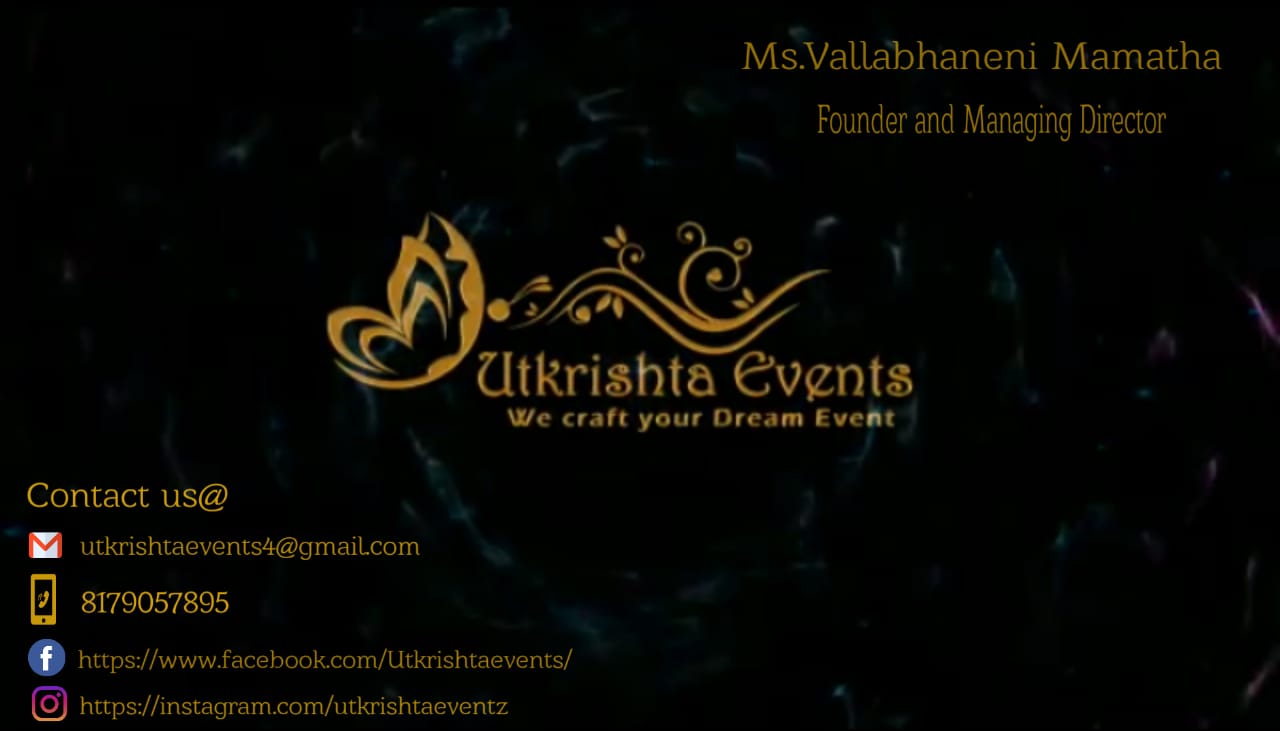 Ms.Vallabhaneni Mamatha
Founder and Managing Director
Utkrishta Events
We craft your Dream Event
Contact us@
utkrishtaevents4@gmail.com
8179057895
https://www.facebook.com/Utkrishtaevents/
https://instagram.com/utkrishtaeventz